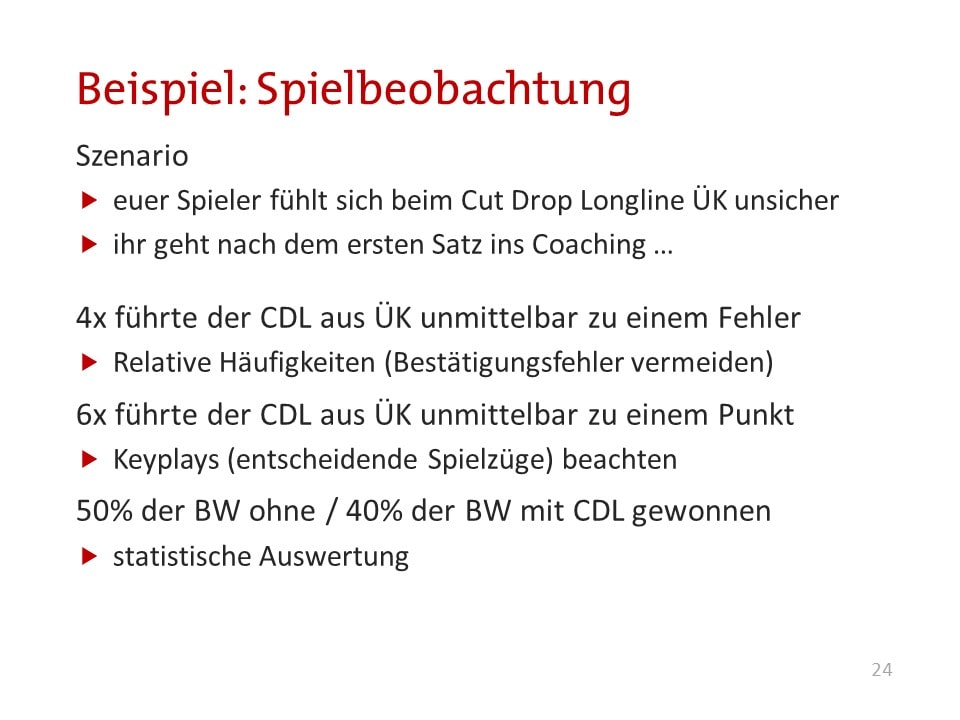 Beispiel: Spielbeobachtung
Szenario
euer Spieler fühlt sich beim Cut Drop Longline ÜK unsicher
ihr geht nach dem ersten Satz ins Coaching …
4x führte der CDL aus ÜK unmittelbar zu einem Fehler
Relative Häufigkeiten (Bestätigungsfehler vermeiden)
6x führte der CDL aus ÜK unmittelbar zu einem Punkt
Keyplays (entscheidende Spielzüge) beachten
50% der BW ohne / 40% der BW mit CDL gewonnen
statistische Auswertung
24